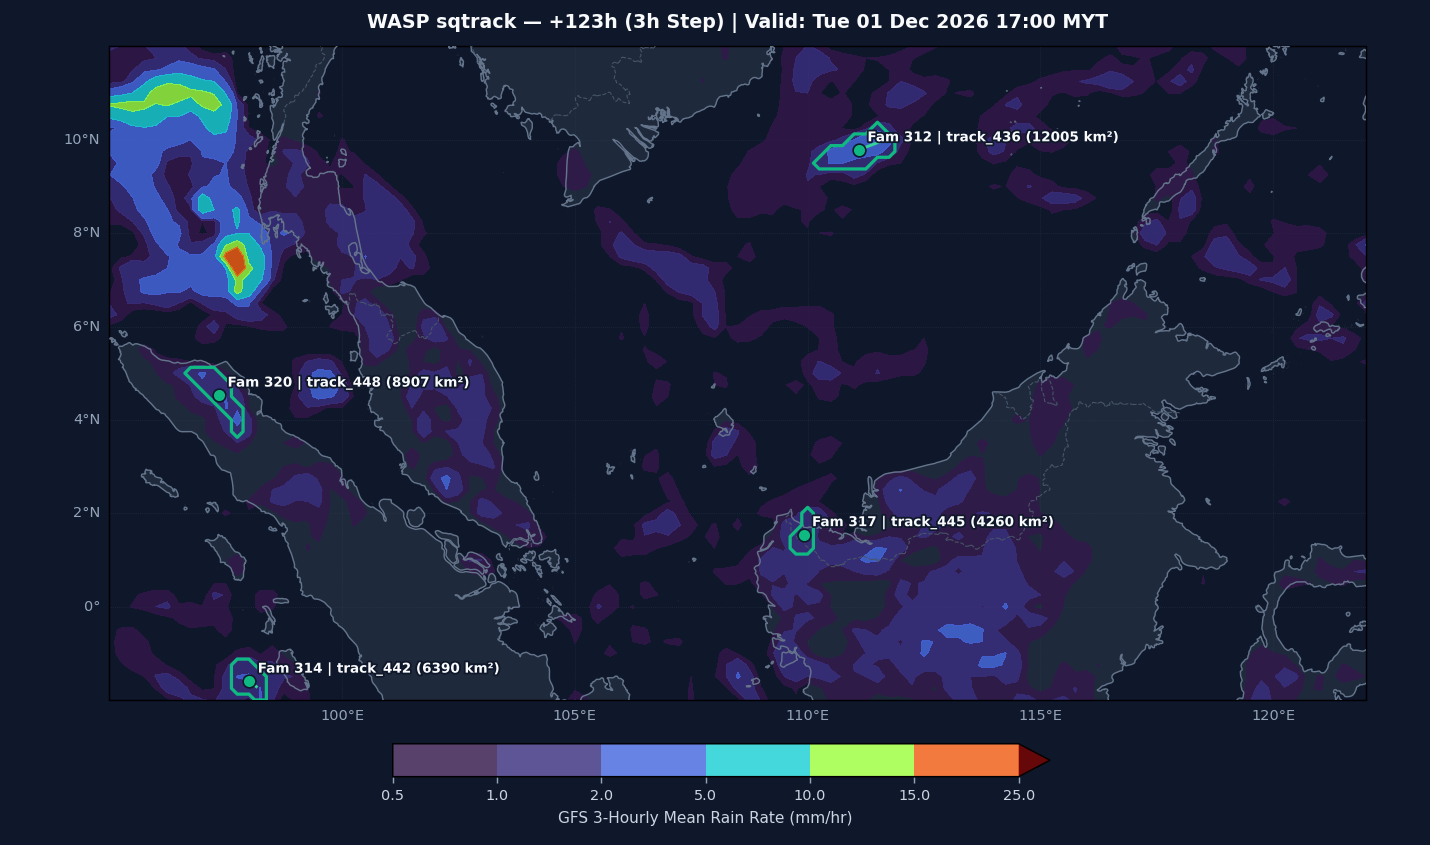 WASP sqtrack — +123h (3h Step) | Valid: Tue 01 Dec 2026 17:00 MYT
10°N
8°N
6°N
4°N
2°N
0°
Fam 312 | track_436 (12005 km²)
Fam 320 | track_448 (8907 km²)
Fam 317 | track_445 (4260 km²)
Fam 314 | track_442 (6390 km²)
100°E 105°E 110°E 115°E 120°E
0.5 1.0 2.0 5.0 10.0 15.0 25.0
GFS 3-Hourly Mean Rain Rate (mm/hr)